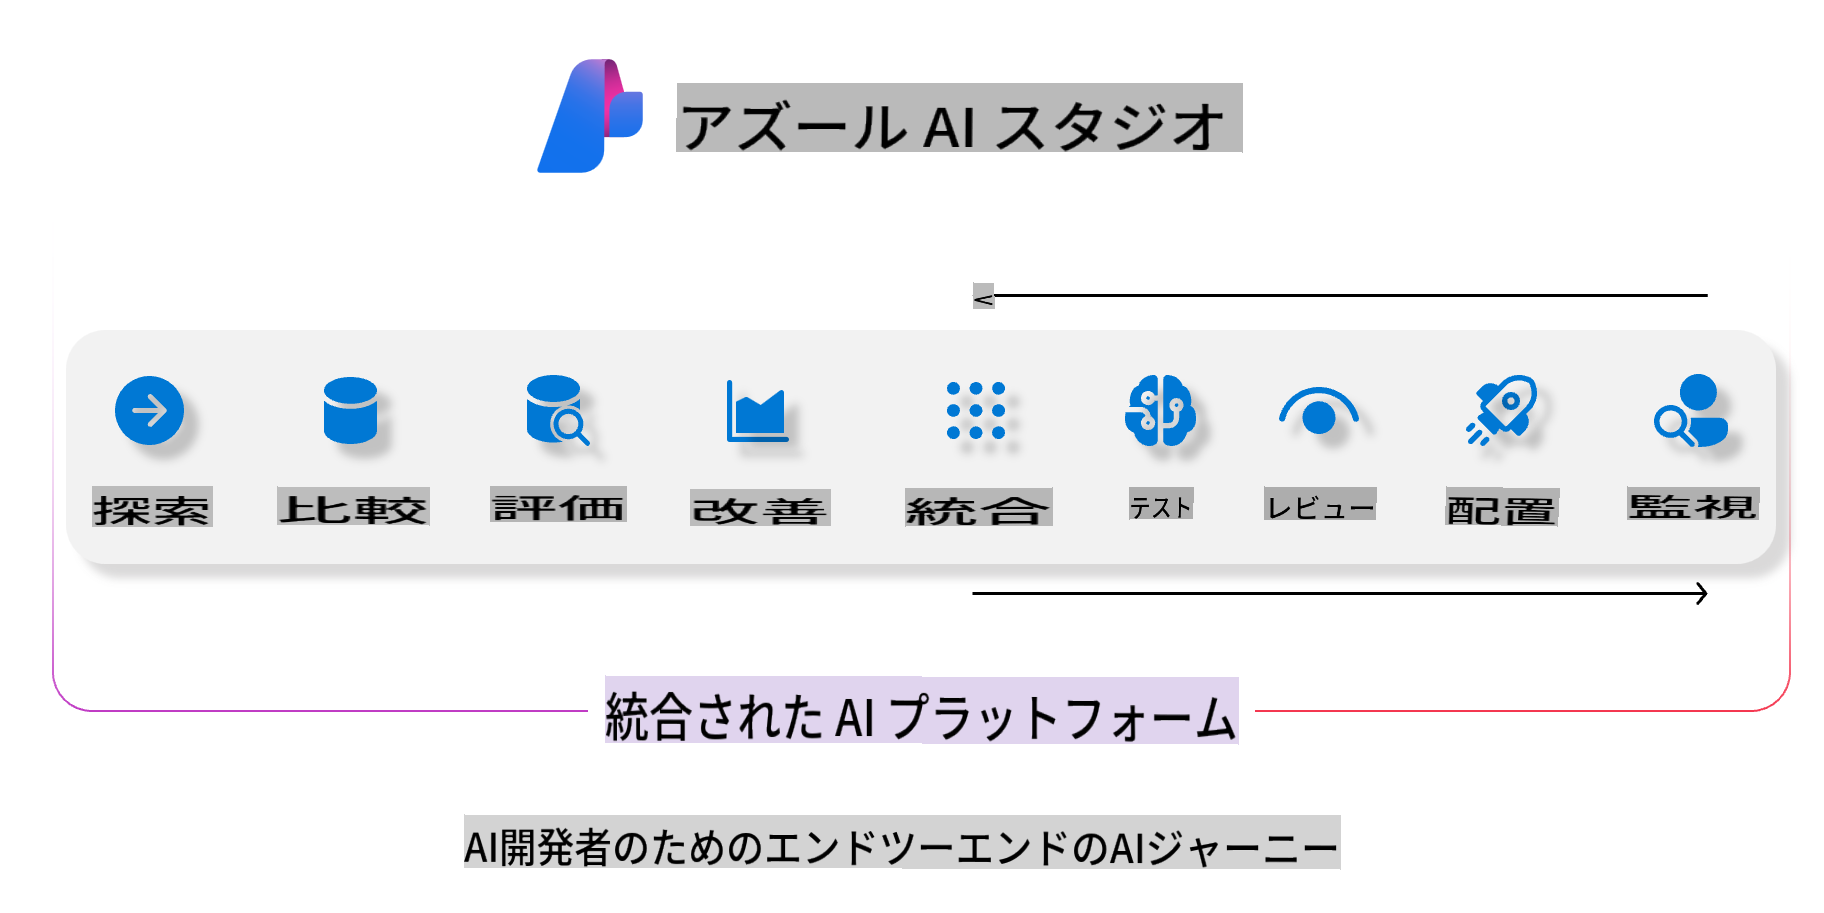 アズール AI スタジオ
<
探索 比較 評価 改善 統合 テスト レビュー 配置 監視
統合された AI プラットフォーム
AI開発者のためのエンドツーエンドのAIジャーニー